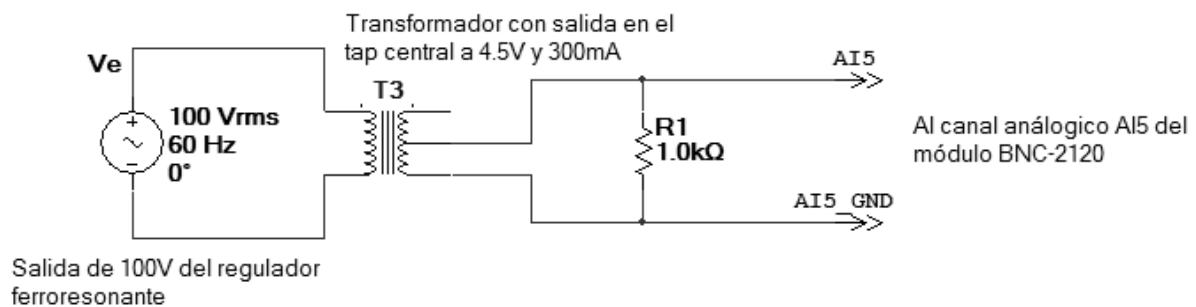 Transformador con salida en el
tap central a 4.5V y 300mA
Ve
T3
AI5
100 Vrms
60 Hz
0°
R1
1.0kΩ
Al canal análogico AI5 del
módulo BNC-2120
AI5_GND
Salida de 100V del regulador
ferroresonante